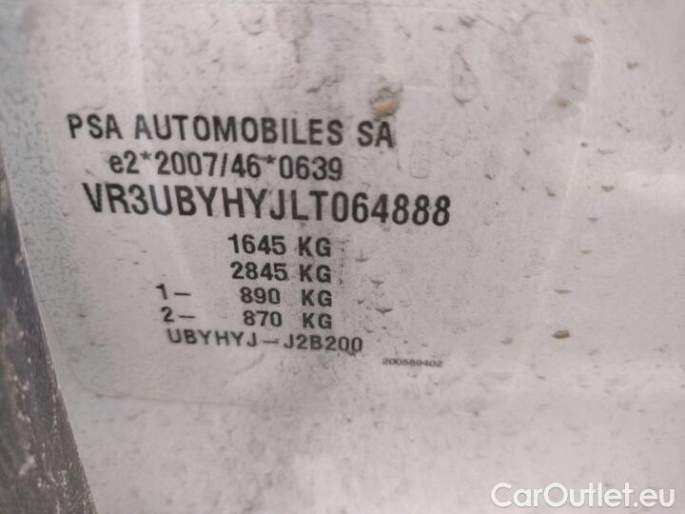 PSA AUTOMOBILES SA
e2*2007/46*0639
VR3UBYHYJLT064888
1645 KG
2845 KG
1- 890 KG
2- 870 KG
UBYHYJ-J2B200
200589402
CarOutlet.eu